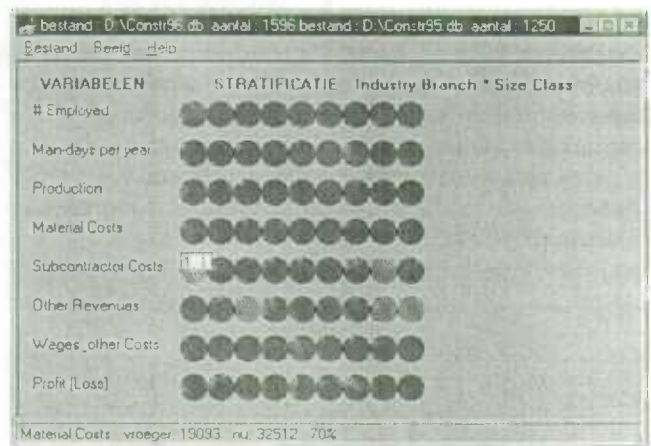 bestand : D:\Constr96.db aantal : 1596 bestand : D:\Constr95.db aantal : 1250
Bestand Beeld Help
VARIABELEN STRATIFICATIE Industry Branch * Size Class
# Employed
Man-days per year
Production
Material Costs
Subcontractor Costs
Other Revenues
Wages_other Costs
Profit [Loss]
Material Costs vroeger: 19093 nu: 32512 70%